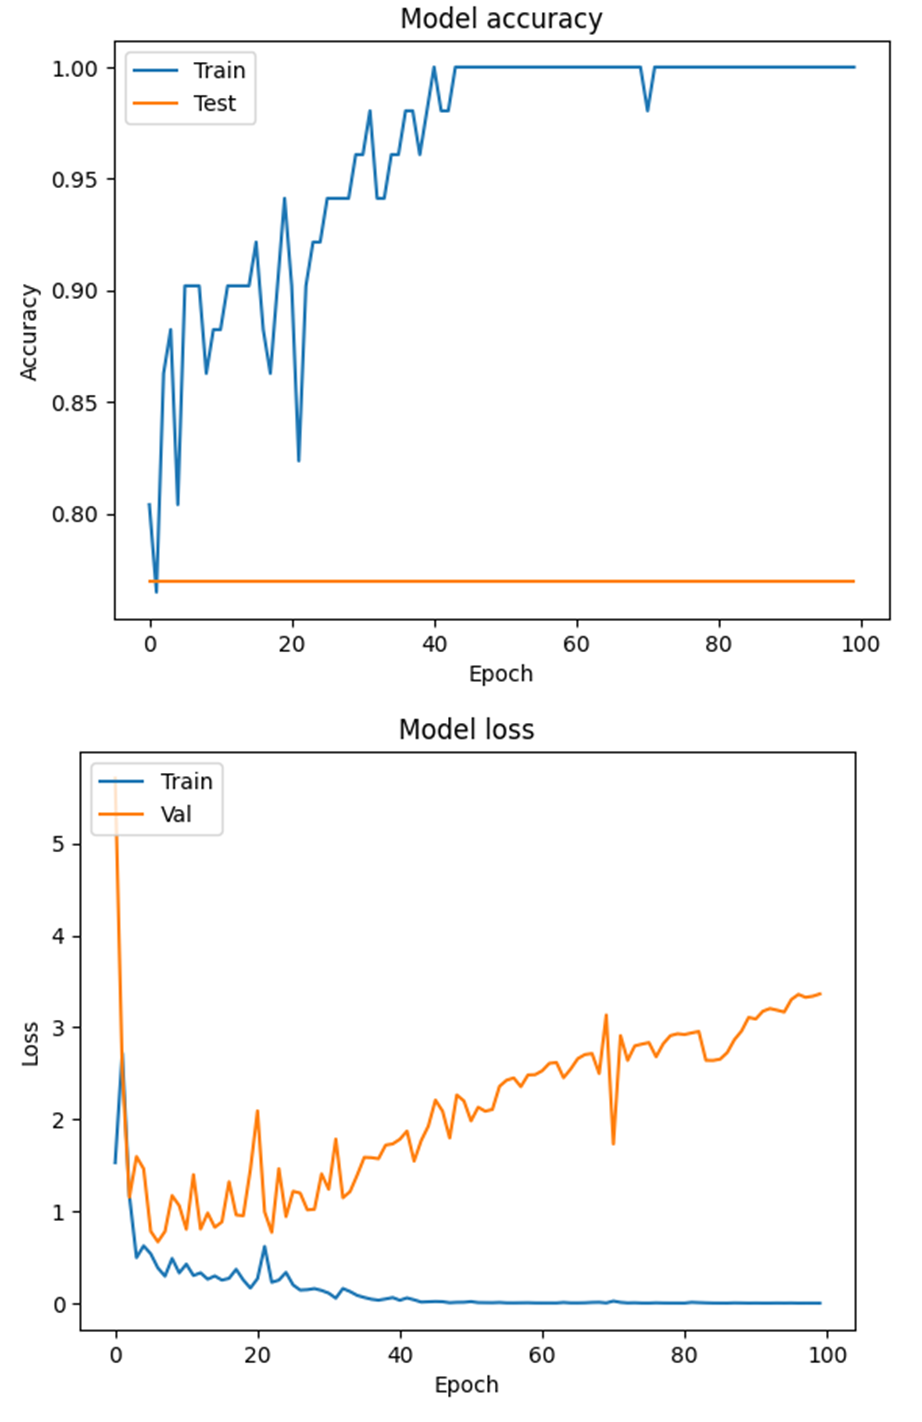 Model accuracy
Train
Test
1.00
0.95
0.90
0.85
0.80
Accuracy
0 20 40 60 80 100
Epoch
Model loss
Train
Val
5
4
3
2
1
0
Loss
0 20 40 60 80 100
Epoch